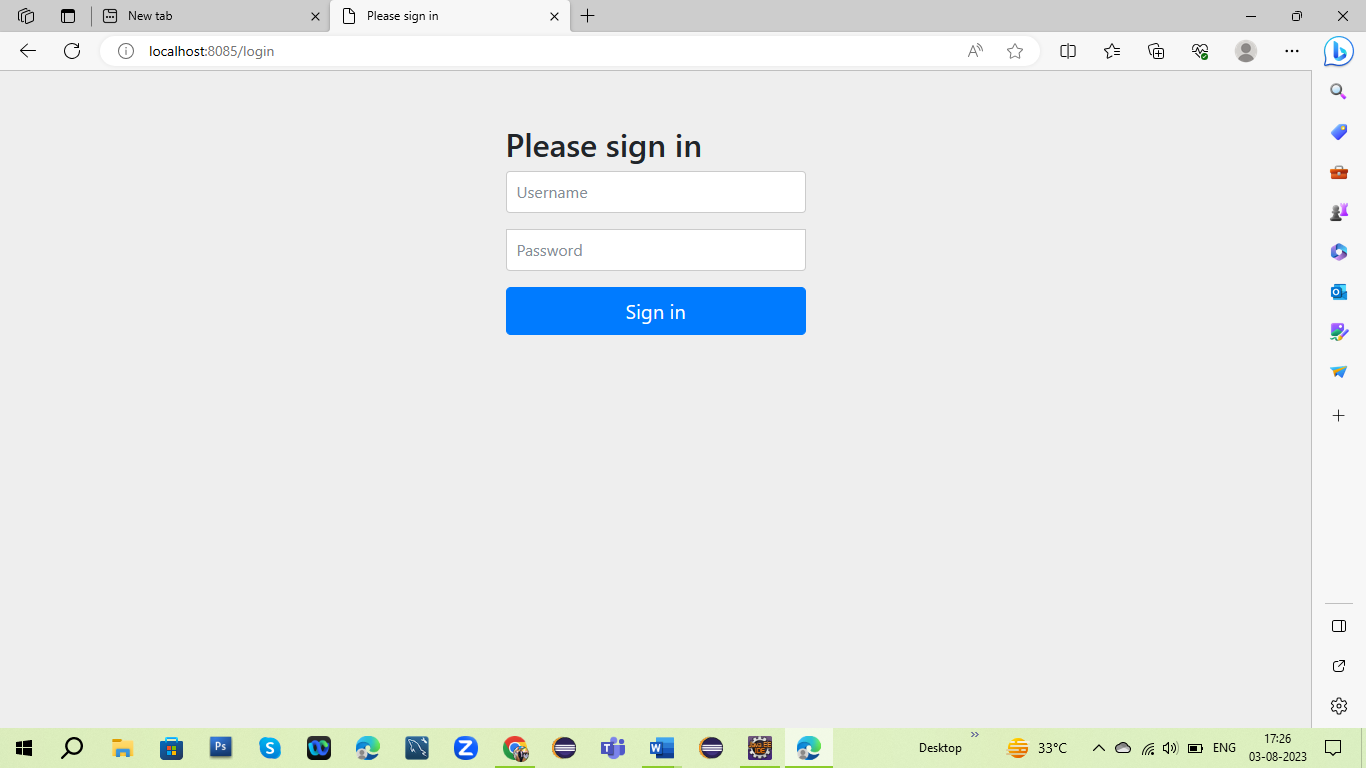 New tab
Please sign in
localhost:8085/login
Please sign in
Username
Password
Sign in
Ps
Desktop
33°C
ENG
17:26
03-08-2023